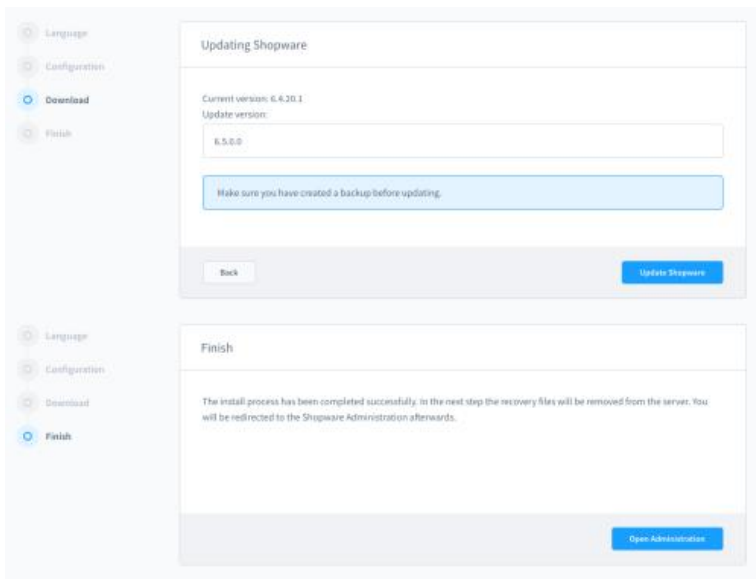 Language
Configuration
Download
Finish
Updating Shopware
Current version: 6.4.20.1
Update version:
6.5.0.0
Make sure you have created a backup before updating.
Back
Update Shopware
Language
Configuration
Download
Finish
Finish
The install process has been completed successfully. In the next step the recovery files will be removed from the server. You
will be redirected to the Shopware Administration afterwards.
Open Administration